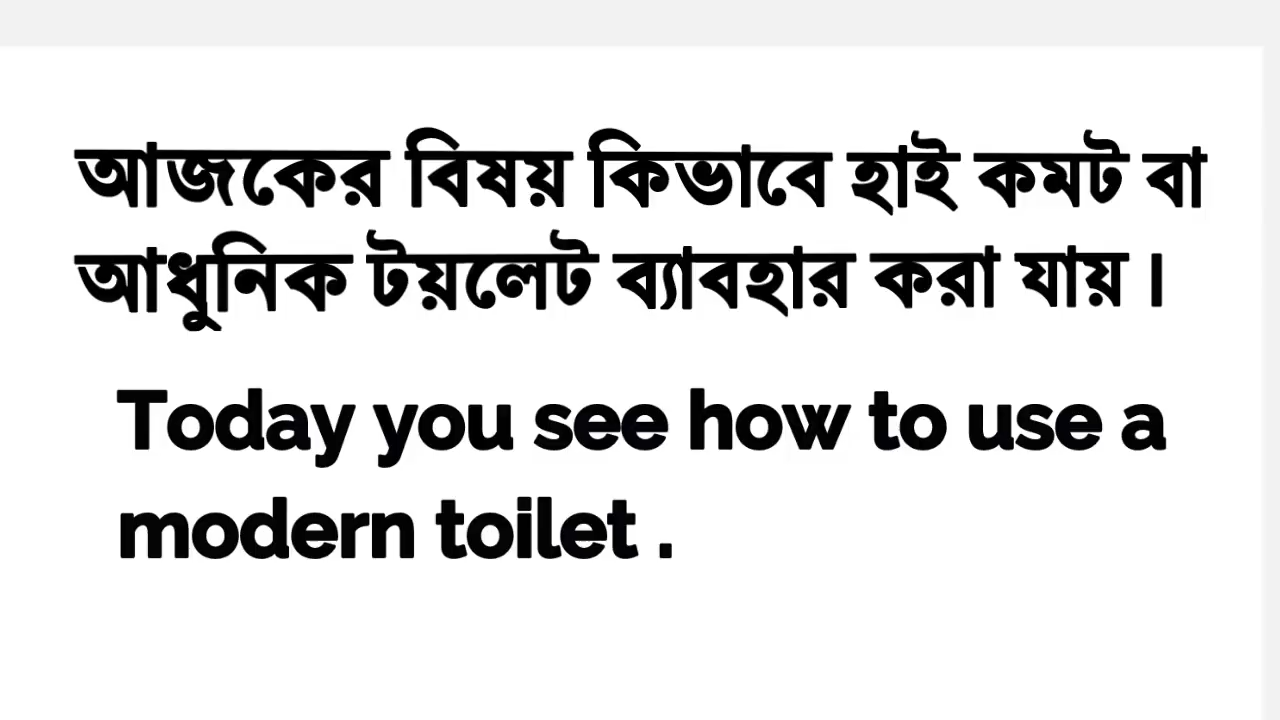 আজকের বিষয় কিভাবে হাই কমট বা
আধুনিক টয়লেট ব্যাবহার করা যায়।
Today you see how to use a
modern toilet .